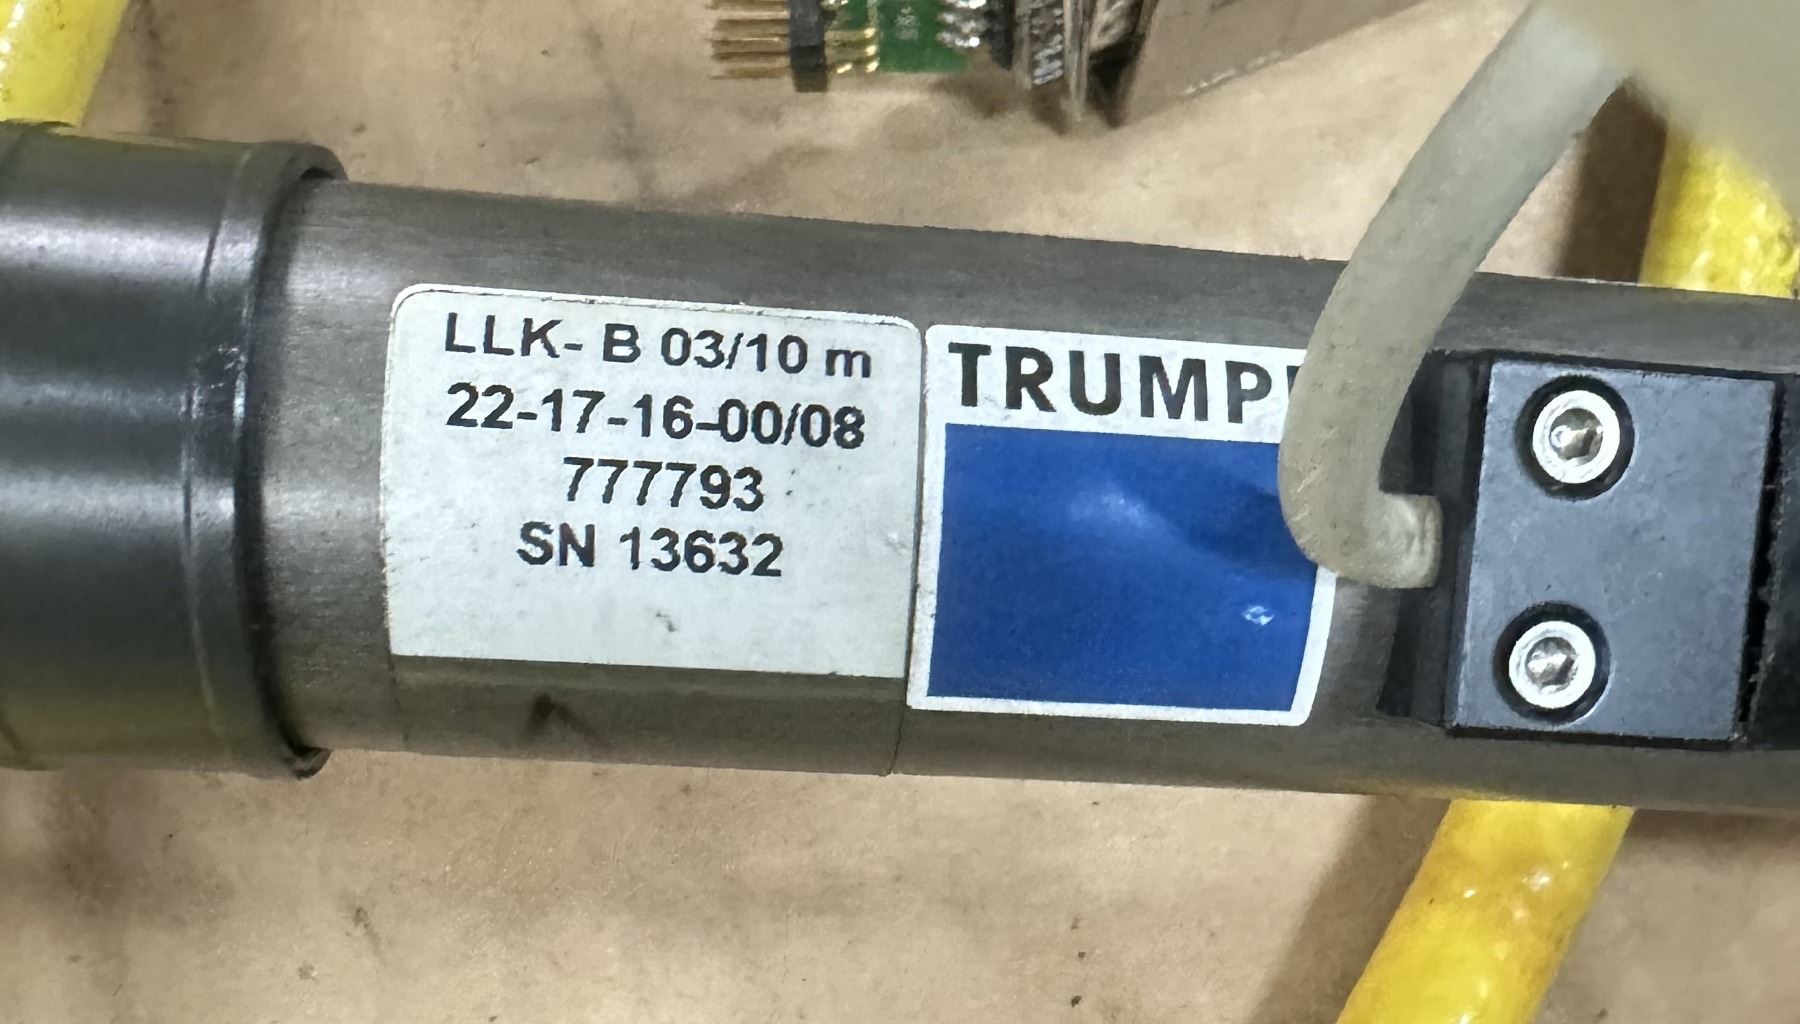 LLK- B 03/10 m
22-17-16-00/08
777793
SN 13632
TRUMP